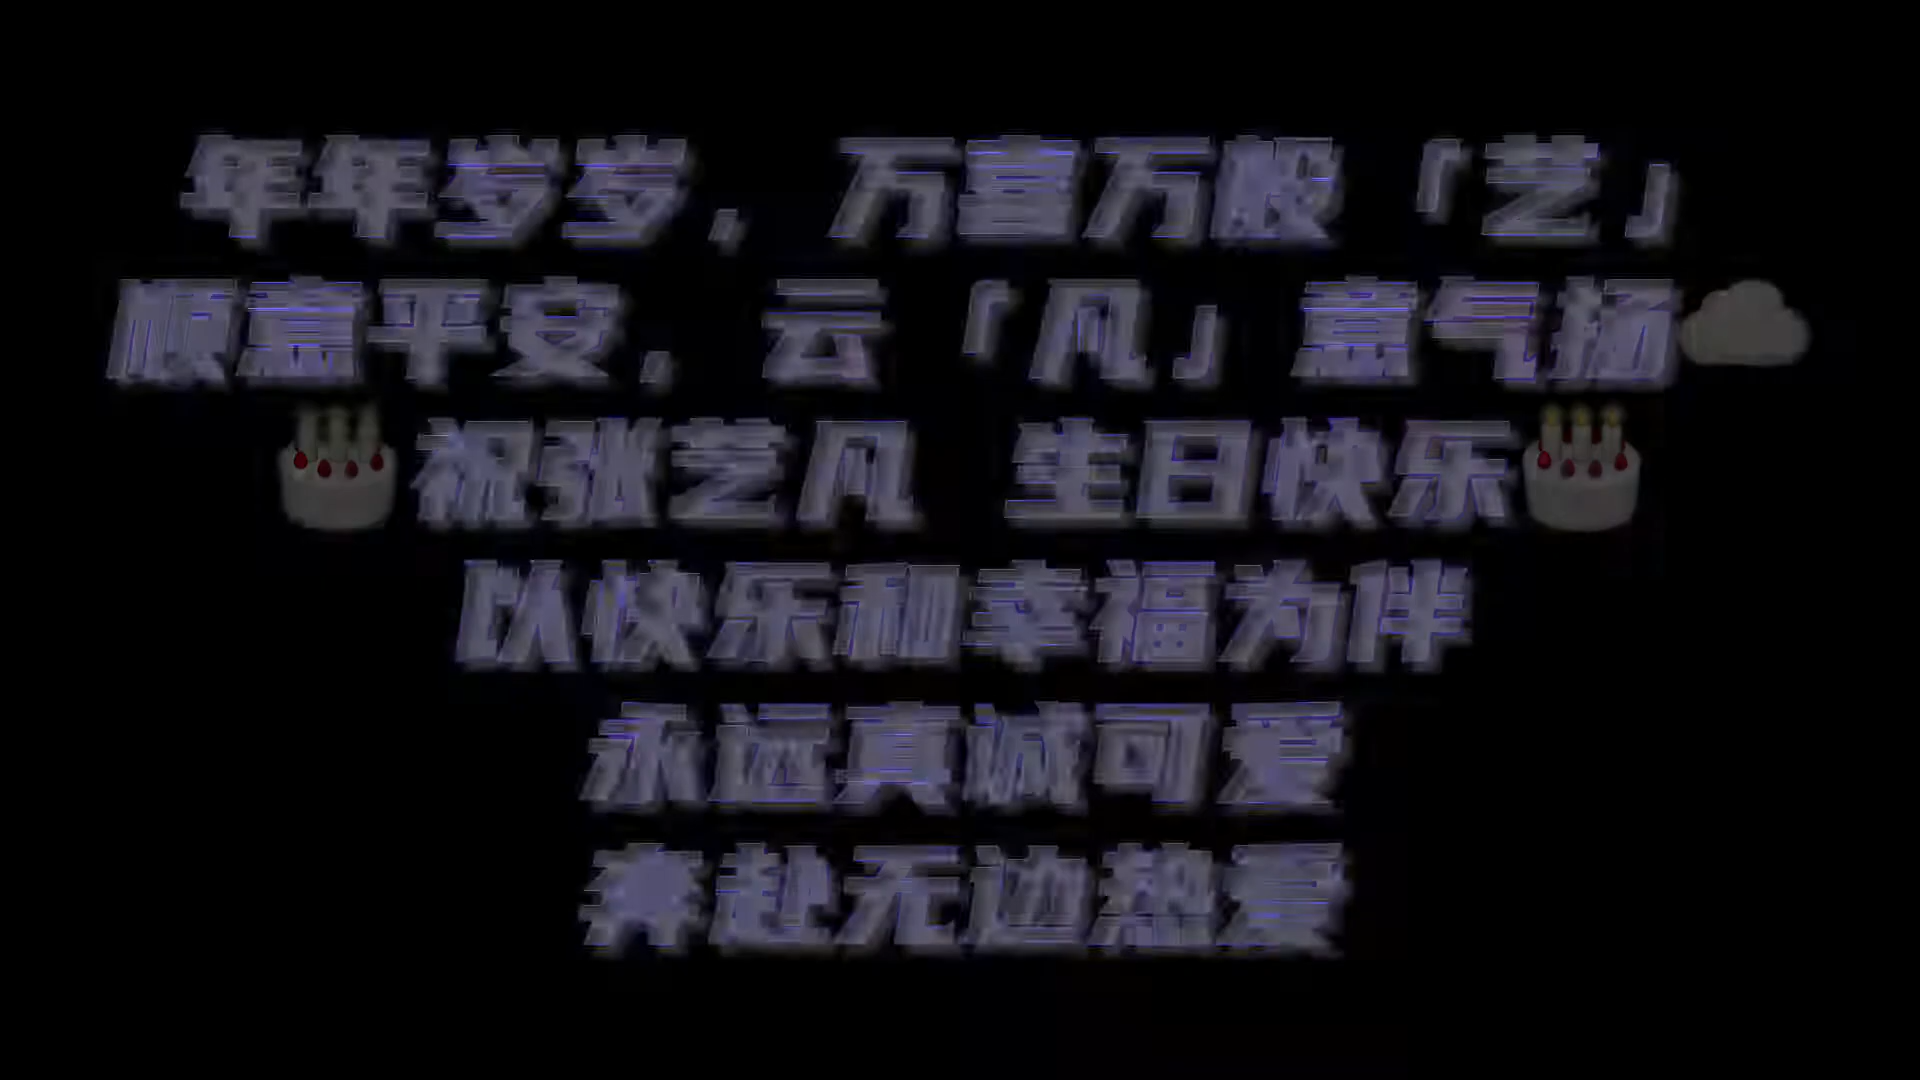 年年岁岁，万喜万般「艺」
顺意平安，云「凡」意气扬☁️
🎂祝张艺凡 生日快乐🎂
以快乐和幸福为伴
永远真诚可爱
奔赴无边热爱